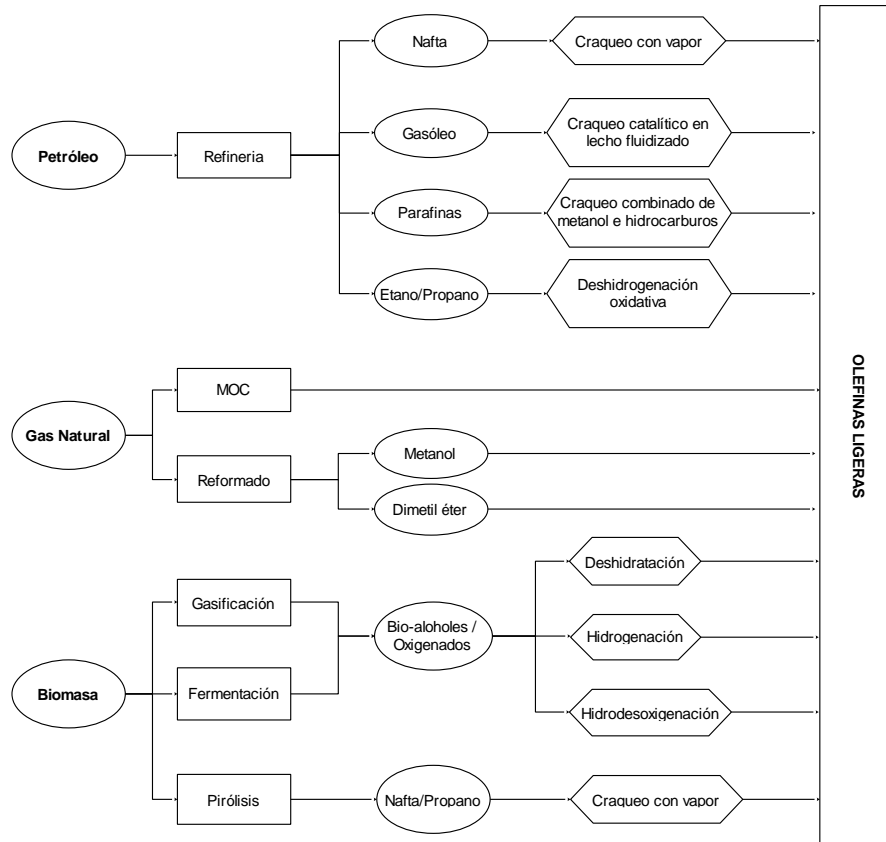 Nafta
Craqueo con vapor
Gasóleo
Craqueo catalítico en
lecho fluidizado
Petróleo
Refineria
Parafinas
Craqueo combinado de
metanol e hidrocarburos
Etano/Propano
Deshidrogenación
oxidativa
MOC
Gas Natural
Reformado
Metanol
Dimetil éter
Gasificación
Fermentación
Biomasa
Bio-aloholes /
Oxigenados
Deshidratación
Hidrogenación
Hidrodesoxigenación
Pirólisis
Nafta/Propano
Craqueo con vapor
OLEFINAS LIGERAS